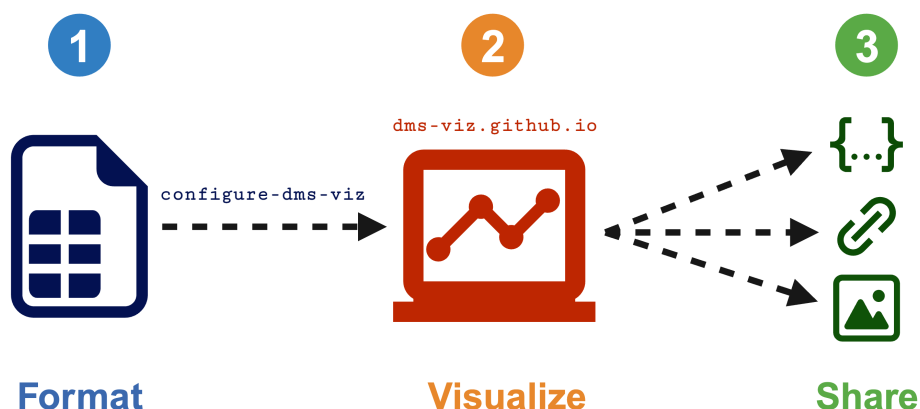 1
2
3
dms-viz.github.io
{...}
configure-dms-viz
Format
Visualize
Share